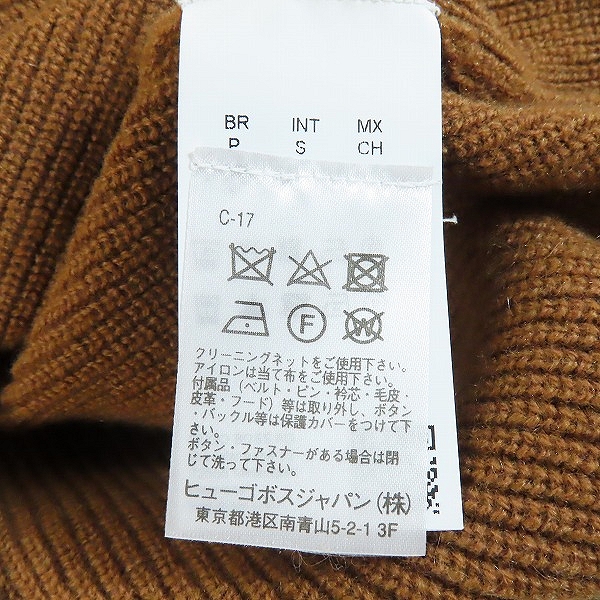 BR INT MX
P S CH
C-17
F W
クリーニングネットをご使用下さい。
アイロンは当て布をご使用下さい。
付属品（ベルト・ピン・衿芯・毛皮・
皮革・フード）等は取り外し、ボタン
・バックル等は保護カバーをつけて下
さい。
ボタン・ファスナーがある場合は閉
じて洗って下さい。
ヒューゴボスジャパン(株)
東京都港区南青山5-2-1 3F